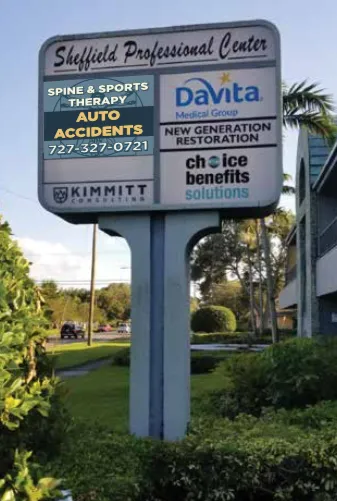 Sheffield Professional Center
SPINE & SPORTS
THERAPY
AUTO
ACCIDENTS
727-327-0721
KIMMITT
CONSULTING
DaVita.
Medical Group
NEW GENERATION
RESTORATION
choice
benefits
solutions